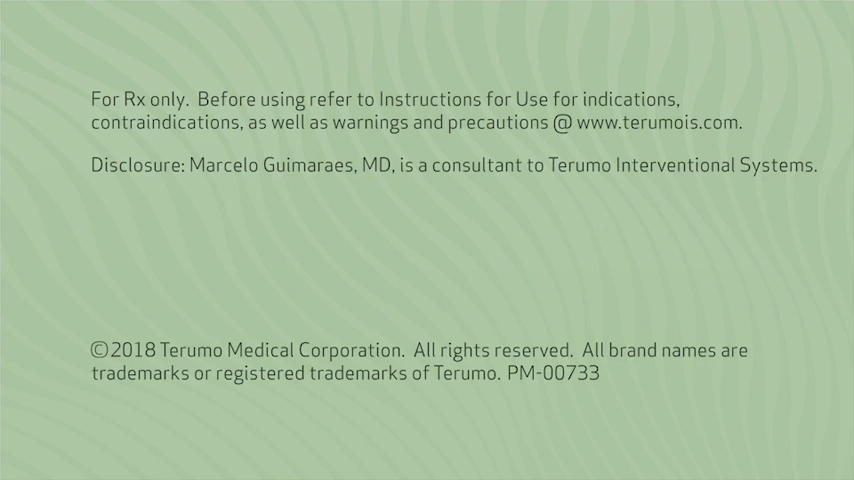 For Rx only. Before using refer to Instructions for Use for indications,
contraindications, as well as warnings and precautions @ www.terumois.com.
Disclosure: Marcelo Guimaraes, MD, is a consultant to Terumo Interventional Systems.
©2018 Terumo Medical Corporation. All rights reserved. All brand names are
trademarks or registered trademarks of Terumo. PM-00733